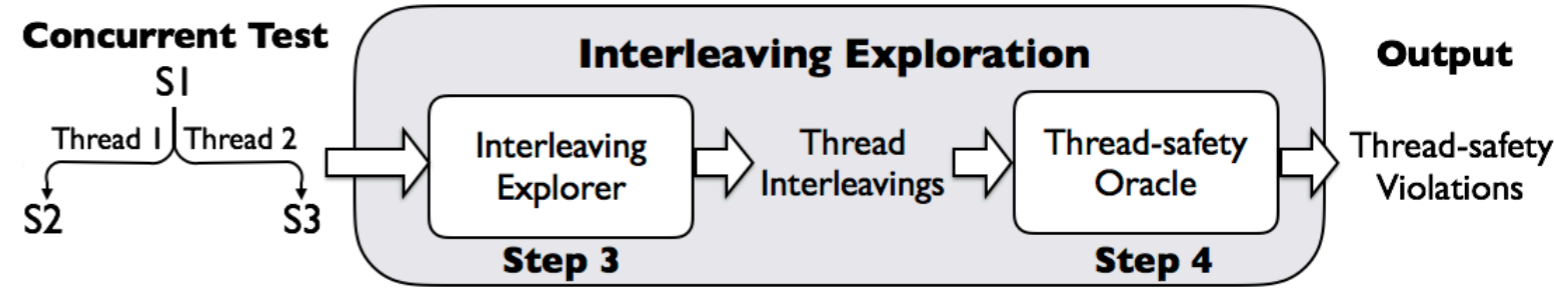 Concurrent Test
S1
Thread 1
Thread 2
S2
S3
Interleaving Exploration
Interleaving
Explorer
Step 3
Thread
Interleavings
Thread-safety
Oracle
Step 4
Output
Thread-safety
Violations